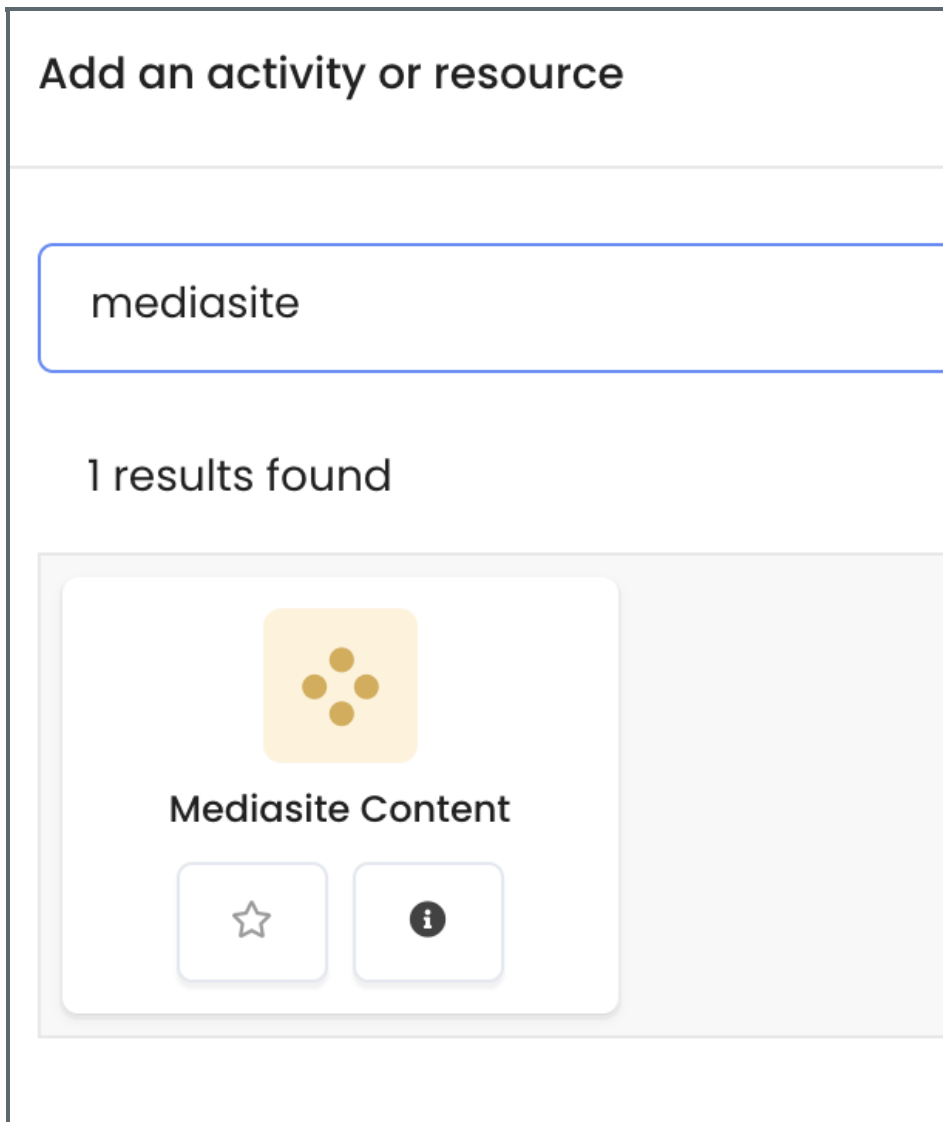 Add an activity or resource
mediasite
1 results found
Mediasite Content